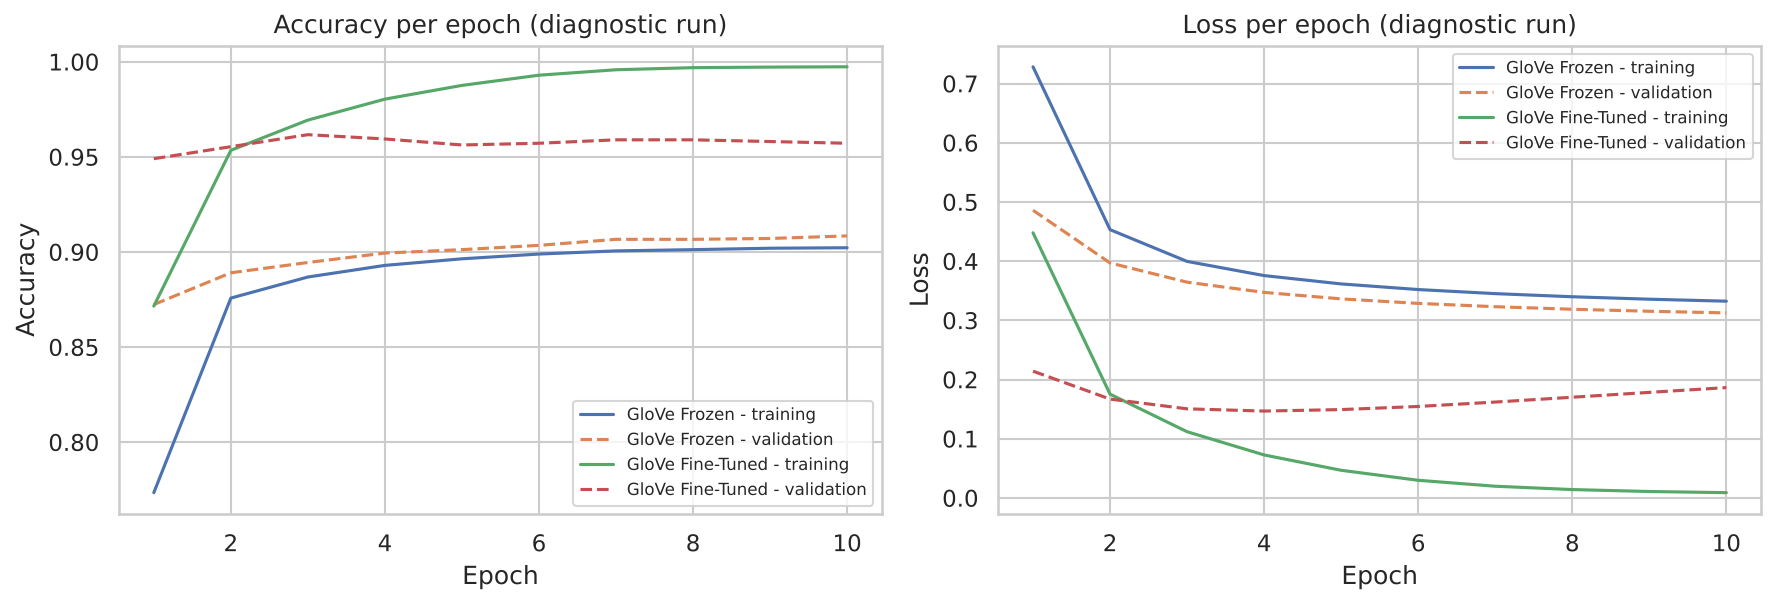 Accuracy per epoch (diagnostic run)
1.00
0.95
0.90
0.85
0.80
Accuracy
GloVe Frozen - training
GloVe Frozen - validation
GloVe Fine-Tuned - training
GloVe Fine-Tuned - validation
2 4 6 8 10
Epoch
Loss per epoch (diagnostic run)
0.7
0.6
0.5
0.4
0.3
0.2
0.1
0.0
Loss
GloVe Frozen - training
GloVe Frozen - validation
GloVe Fine-Tuned - training
GloVe Fine-Tuned - validation
2 4 6 8 10
Epoch